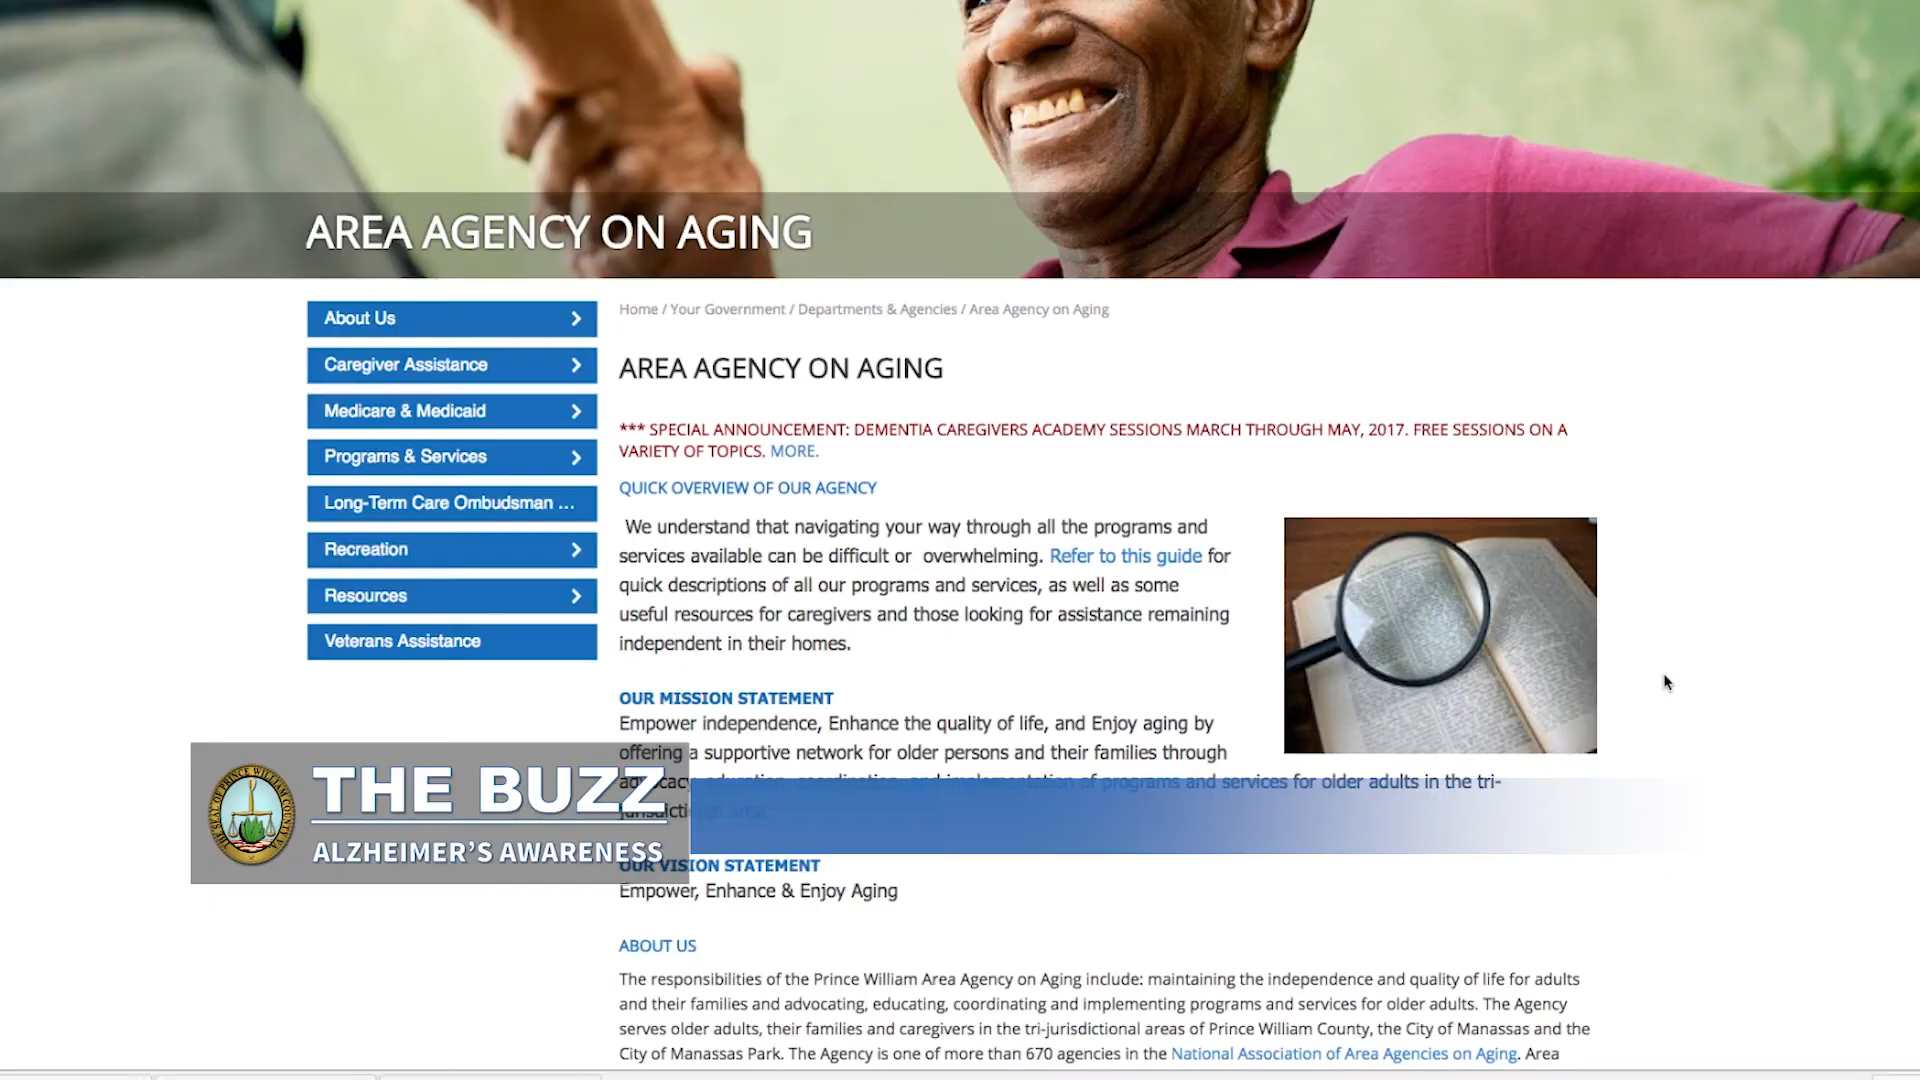 AREA AGENCY ON AGING
About Us
Caregiver Assistance
Medicare & Medicaid
Programs & Services
Long-Term Care Ombudsman ...
Recreation
Resources
Veterans Assistance
Home / Your Government / Departments & Agencies / Area Agency on Aging
AREA AGENCY ON AGING
*** SPECIAL ANNOUNCEMENT: DEMENTIA CAREGIVERS ACADEMY SESSIONS MARCH THROUGH MAY, 2017. FREE SESSIONS ON A
VARIETY OF TOPICS. MORE.
QUICK OVERVIEW OF OUR AGENCY
We understand that navigating your way through all the programs and
services available can be difficult or overwhelming. Refer to this guide for
quick descriptions of all our programs and services, as well as some
useful resources for caregivers and those looking for assistance remaining
independent in their homes.
OUR MISSION STATEMENT
Empower independence, Enhance the quality of life, and Enjoy aging by
offering a supportive network for older persons and their families through
advocacy, education, coordination, and implementation of programs and services for older adults in the tri-
jurisdictional area.
THE BUZZ
ALZHEIMER'S AWARENESS
OUR VISION STATEMENT
Empower, Enhance & Enjoy Aging
ABOUT US
The responsibilities of the Prince William Area Agency on Aging include: maintaining the independence and quality of life for adults
and their families and advocating, educating, coordinating and implementing programs and services for older adults. The Agency
serves older adults, their families and caregivers in the tri-jurisdictional areas of Prince William County, the City of Manassas and the
City of Manassas Park. The Agency is one of more than 670 agencies in the National Association of Area Agencies on Aging. Area